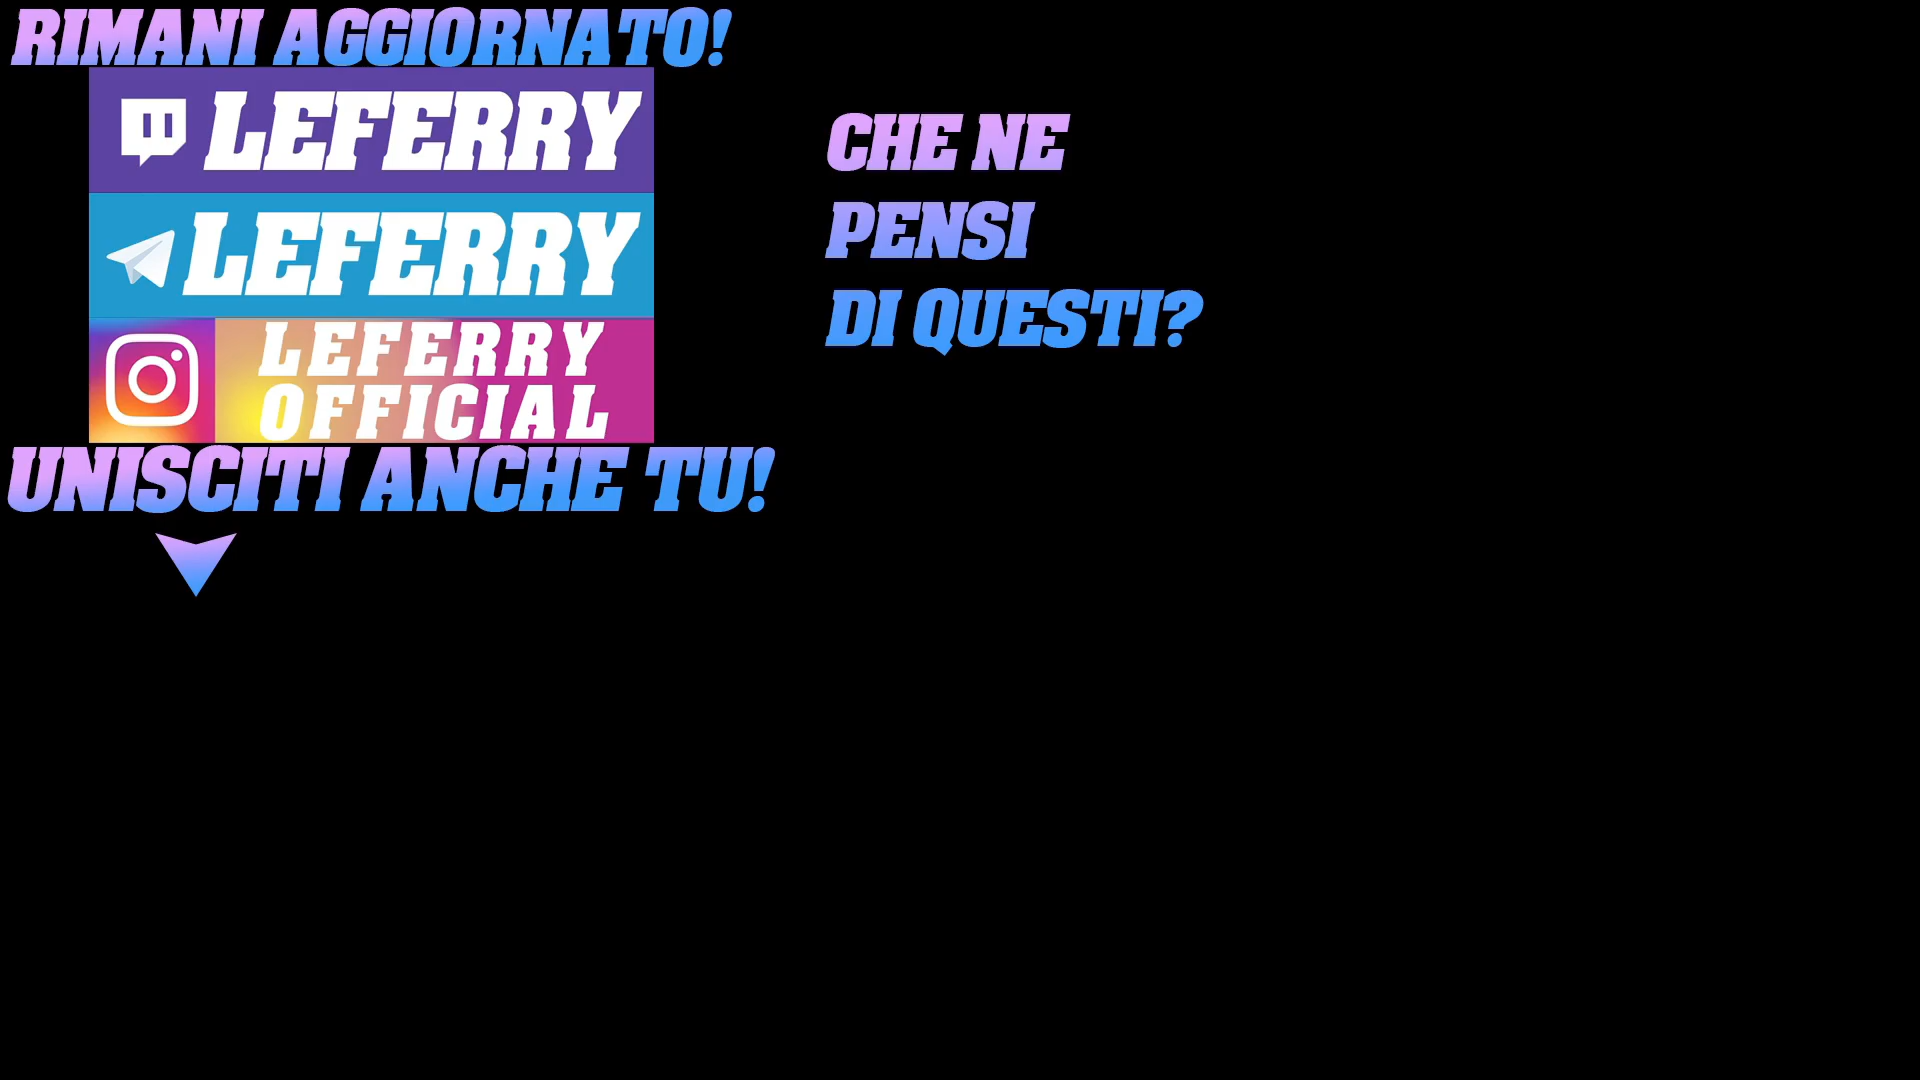 RIMANI AGGIORNATO!
LEFERRY
LEFERRY
LEFERRY
OFFICIAL
UNISCITI ANCHE TU!
CHE NE
PENSI
DI QUESTI?